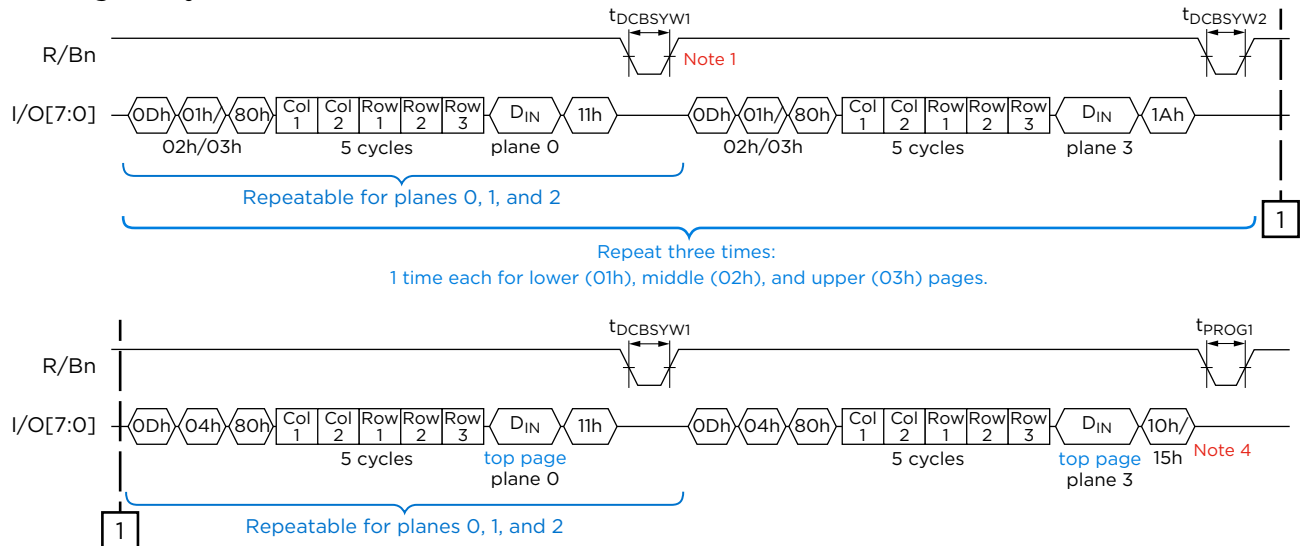 tDCBSYW1 tDCBSYW2
R/Bn Note 1
I/O[7:0] 0Dh 01h/ 80h Col 1 Col 2 Row 1 Row 2 Row 3 DIN 11h 0Dh 01h/ 80h Col 1 Col 2 Row 1 Row 2 Row 3 DIN 1Ah
02h/03h 5 cycles plane 0 02h/03h 5 cycles plane 3
Repeatable for planes 0, 1, and 2
1
Repeat three times:
1 time each for lower (01h), middle (02h), and upper (03h) pages.
tDCBSYW1 tPROG1
R/Bn
I/O[7:0] 0Dh 04h 80h Col 1 Col 2 Row 1 Row 2 Row 3 DIN 11h 0Dh 04h 80h Col 1 Col 2 Row 1 Row 2 Row 3 DIN 10h/ Note 4
5 cycles top page 5 cycles top page 15h
plane 0 plane 3
1 Repeatable for planes 0, 1, and 2